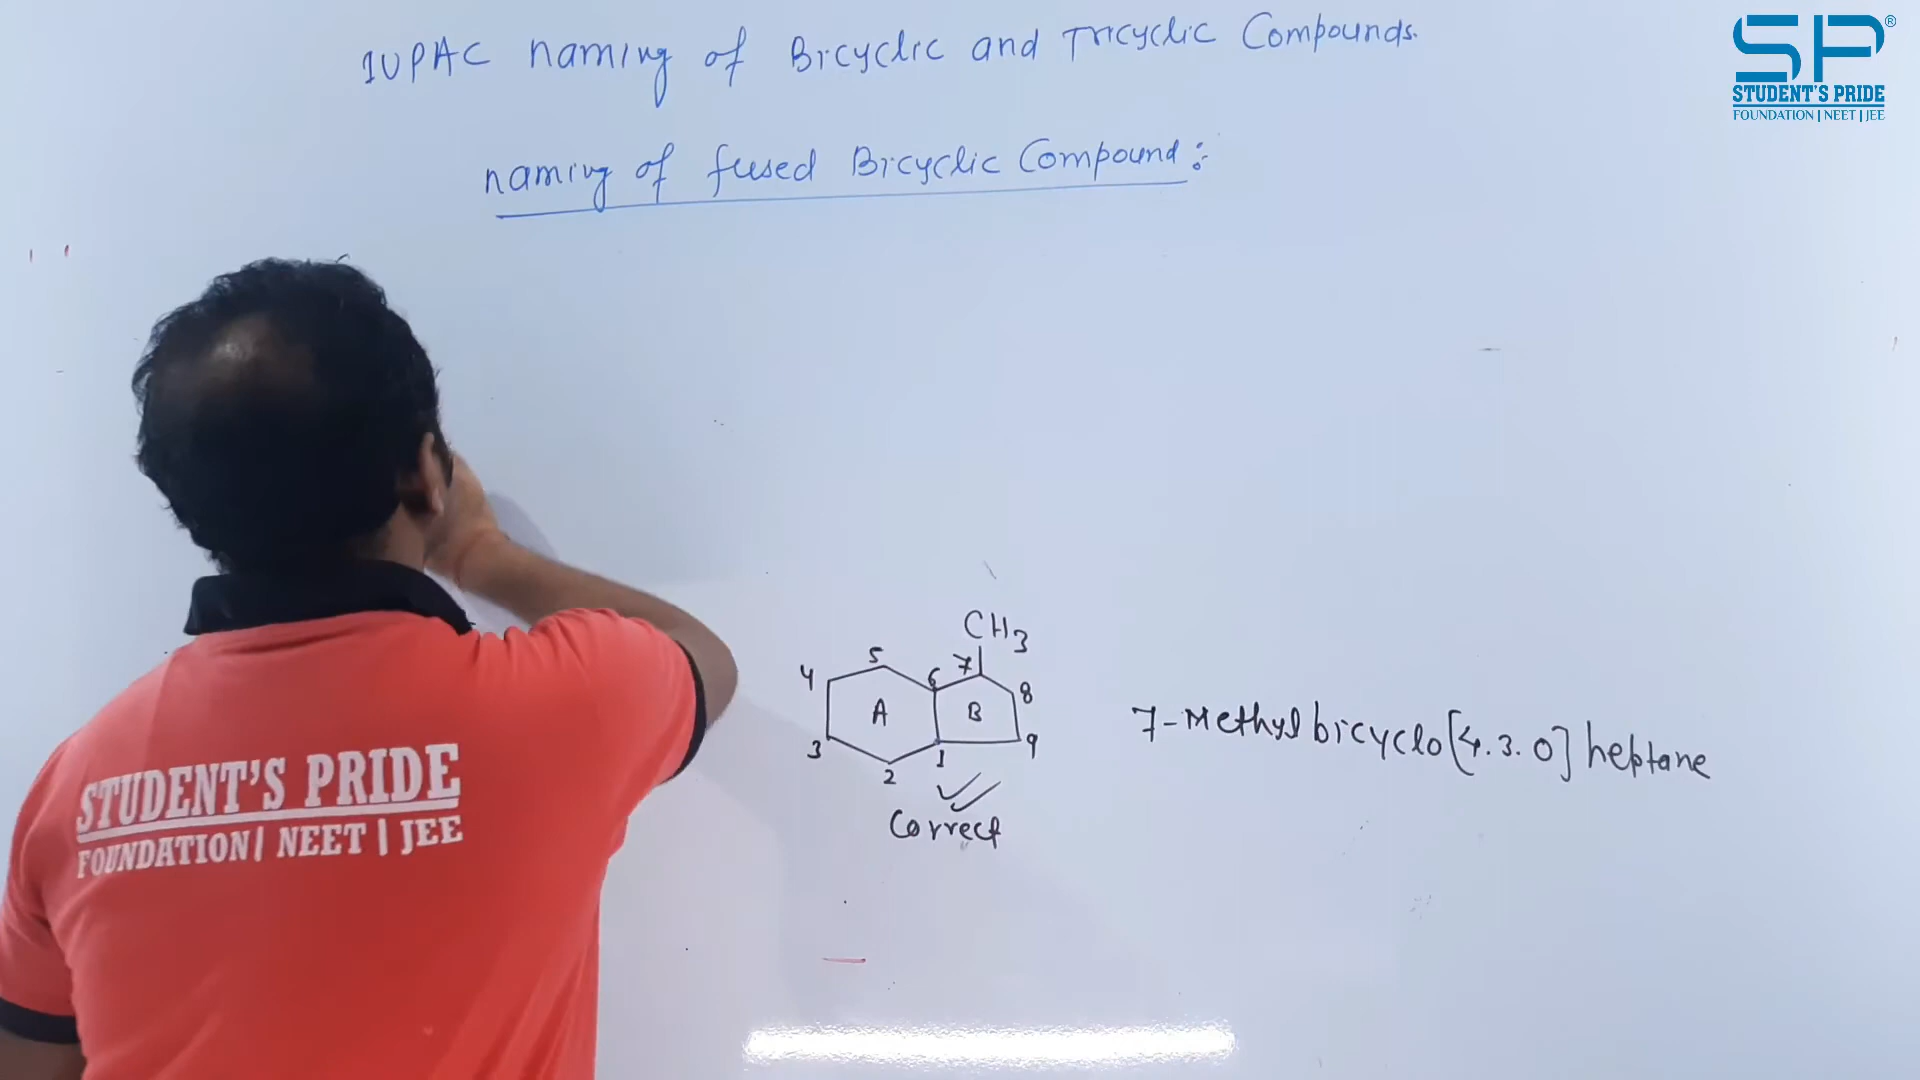 IUPAC naming of Bicyclic and Tricyclic Compounds.
SP®
STUDENT'S PRIDE
FOUNDATION | NEET | JEE
naming of fused Bicyclic Compound:
CH3
4 5 6 7 8
A B
3 2 1 9
Correct
7-Methylbicyclo[4.3.0]heptane
STUDENT'S PRIDE
FOUNDATION| NEET | JEE